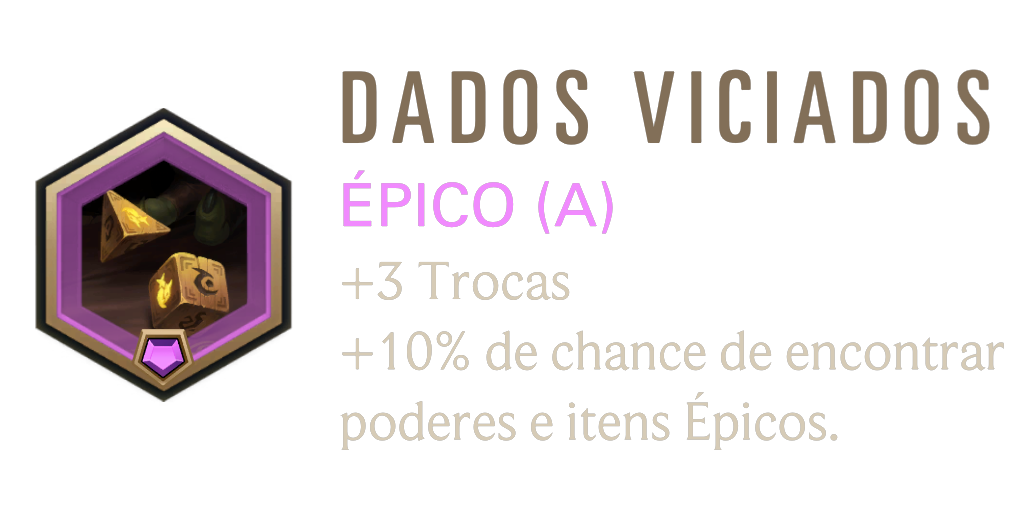 DADOS VICIADOS
ÉPICO (A)
+3 Trocas
+10% de chance de encontrar
poderes e itens Épicos.